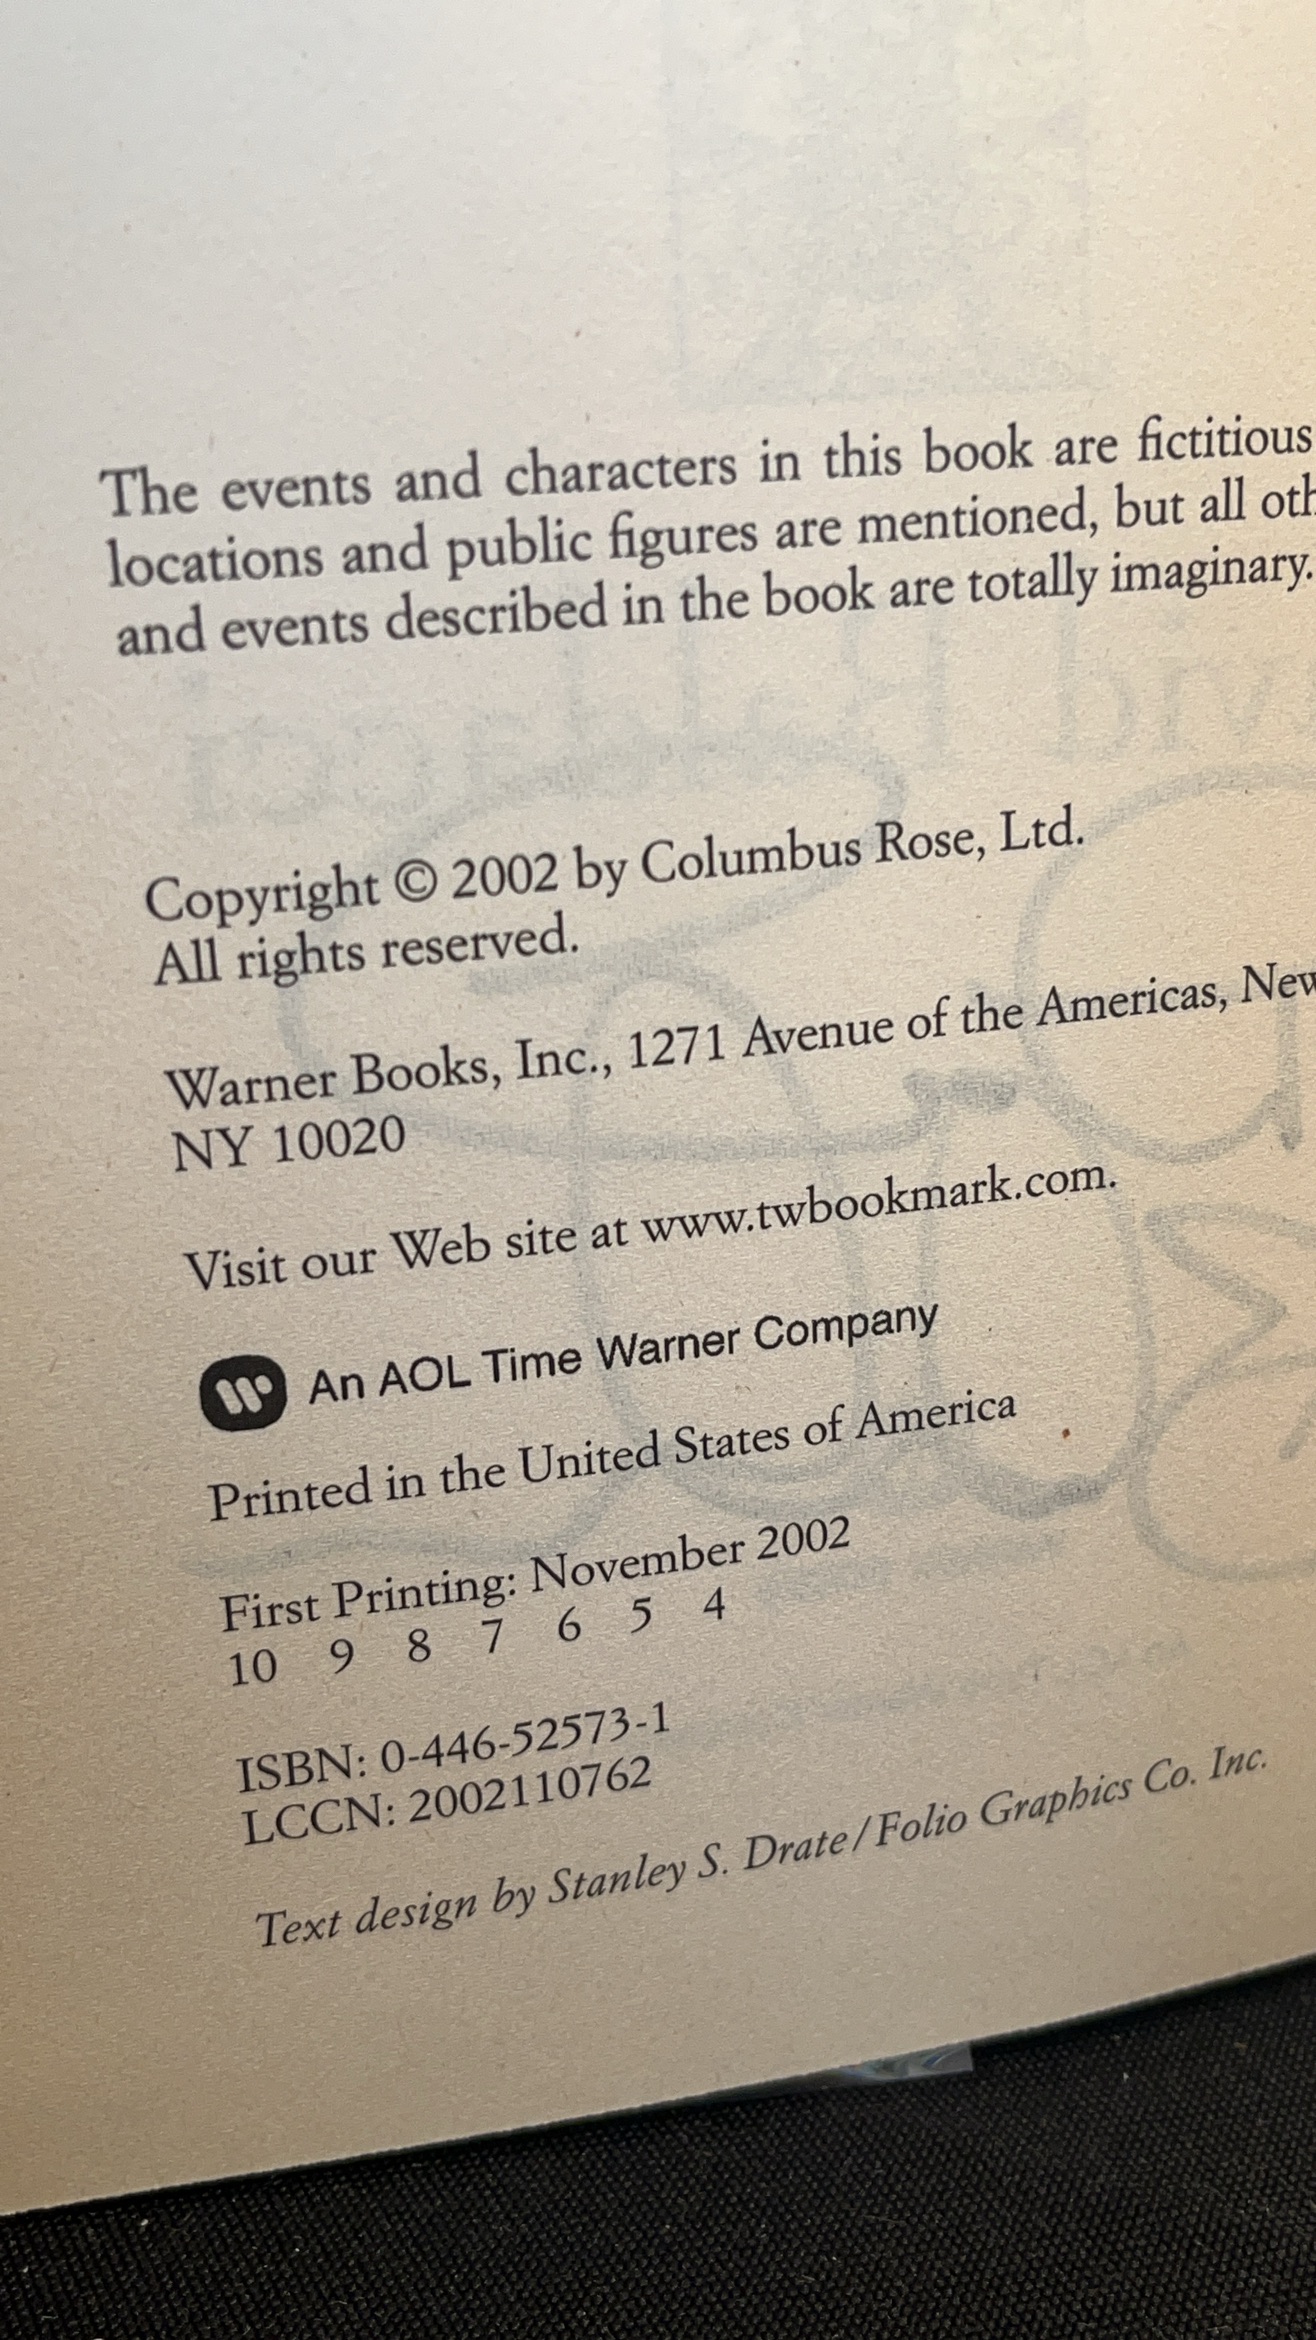 The events and characters in this book are fictitious
locations and public figures are mentioned, but all
and events described in the book are totally imaginary.
Copyright © 2002 by Columbus Rose, Ltd.
All rights reserved.
Warner Books, Inc., 1271 Avenue of the Americas, New
NY 10020
Visit our Web site at www.twbookmark.com.
An AOL Time Warner Company
Printed in the United States of America
First Printing: November 2002
10 9 8 7 6 5 4
ISBN: 0-446-52573-1
LCCN: 2002110762
Text design by Stanley S. Drate/Folio Graphics Co. Inc.